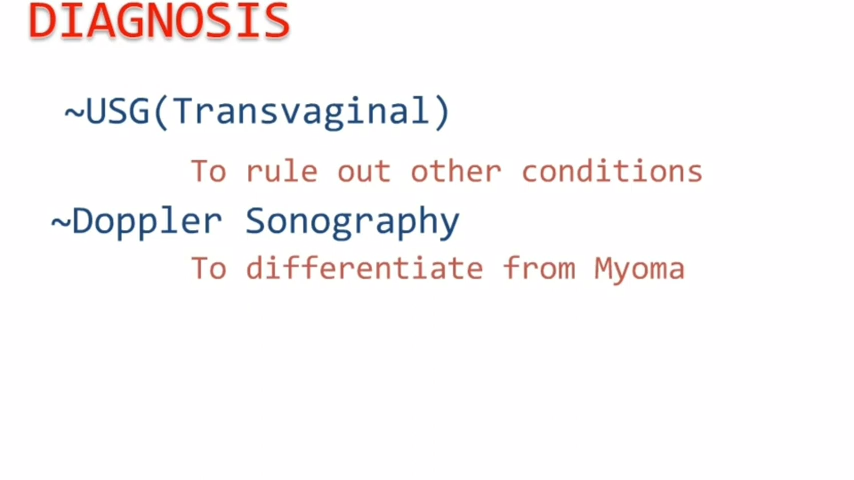 DIAGNOSIS
~USG(Transvaginal)
To rule out other conditions
~Doppler Sonography
To differentiate from Myoma